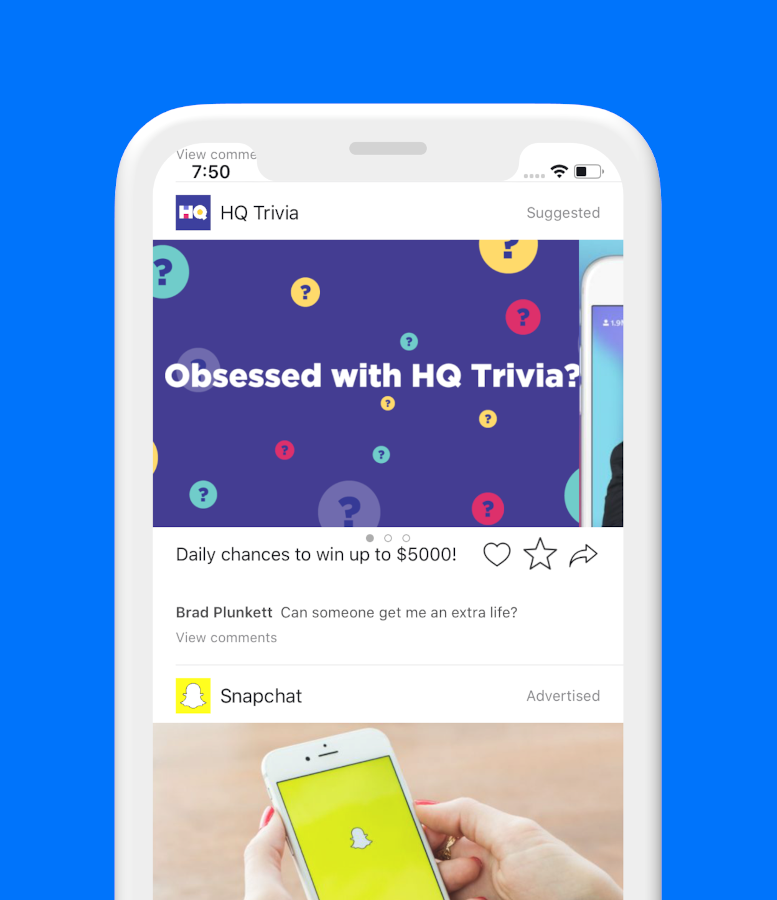 View comme
7:50
HQ
HQ Trivia
Suggested
Obsessed with HQ Trivia?
Daily chances to win up to $5000!
Brad Plunkett Can someone get me an extra life?
View comments
Snapchat
Advertised